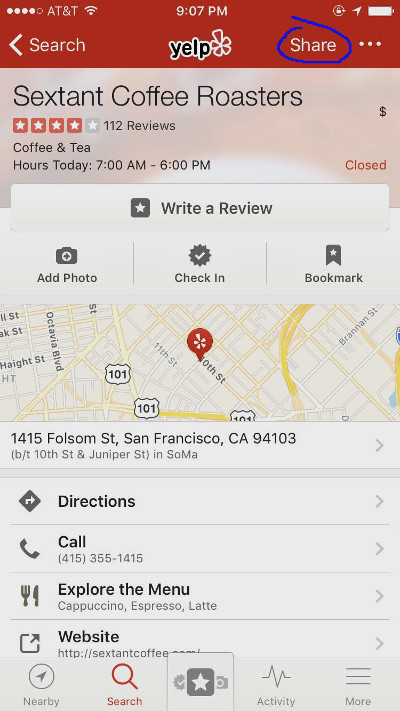 AT&T 9:07 PM
Search yelp Share
Sextant Coffee Roasters
$
112 Reviews
Coffee & Tea
Hours Today: 7:00 AM - 6:00 PM Closed
Write a Review
Add Photo Check In Bookmark
Octavia Blvd
Haight St
HT
11th St
10th St
Brannan St
101
101
101
1415 Folsom St, San Francisco, CA 94103
(b/t 10th St & Juniper St) in SoMa
Directions
Call
(415) 355-1415
Explore the Menu
Cappuccino, Espresso, Latte
Website
http://sextantcoffee.com/
Nearby Search Activity More